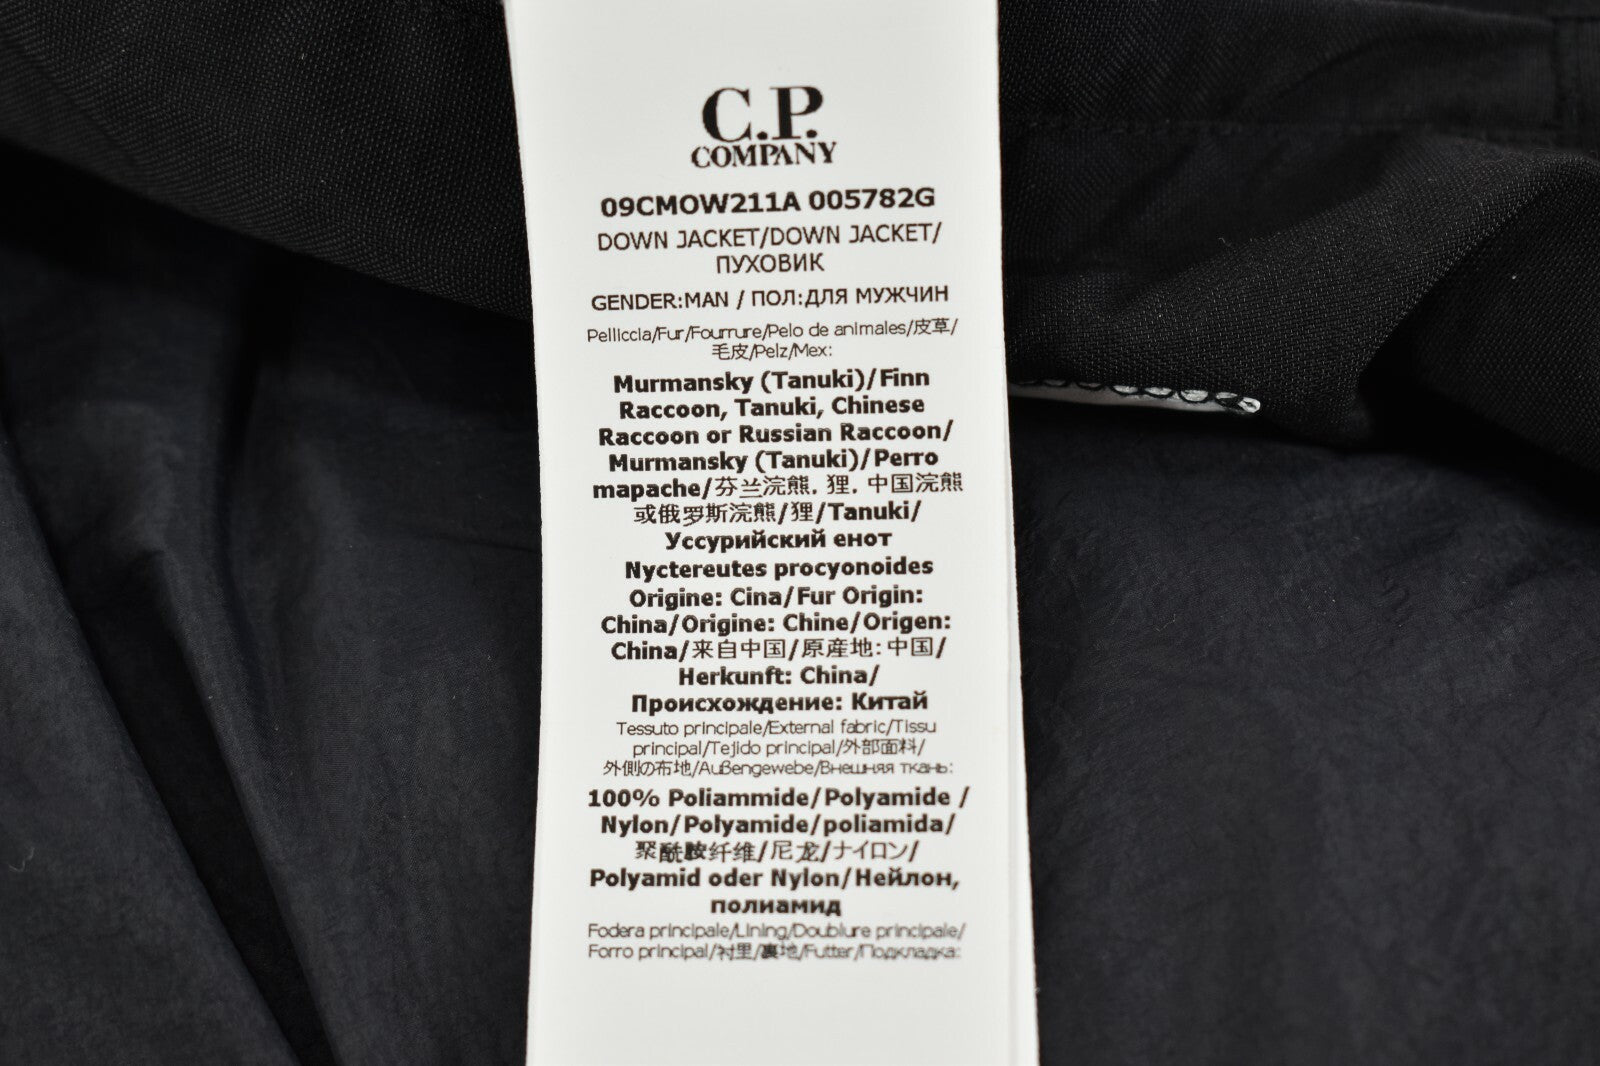 C.P.
COMPANY
09CMOW211A 005782G
DOWN JACKET/DOWN JACKET/
ПУХОВИК
GENDER:MAN / ПОЛ:ДЛЯ МУЖЧИН
Pelliccia/Fur/Fourrure/Pelo de animales/皮草/
毛皮/Pelz/Mex:
Murmansky (Tanuki)/Finn
Raccoon, Tanuki, Chinese
Raccoon or Russian Raccoon/
Murmansky (Tanuki)/Perro
mapache/芬兰浣熊, 狸, 中国浣熊
或俄罗斯浣熊/狸/Tanuki/
Уссурийский енот
Nyctereutes procyonoides
Origine: Cina/Fur Origin:
China/Origine: Chine/Origen:
China/来自中国/原産地: 中国/
Herkunft: China/
Происхождение: Китай
Tessuto principale/External fabric/Tissu
principal/Tejido principal/外部面料/
外側の布地/Außengewebe/Внешняя ткань:
100% Poliammide/Polyamide /
Nylon/Polyamide/poliamida/
聚酰胺纤维/尼龙/ナイロン/
Polyamid oder Nylon/Нейлон,
полиамид
Fodera principale/Lining/Doublure principale/
Forro principal/衬里/裏地/Futter/Подкладка: